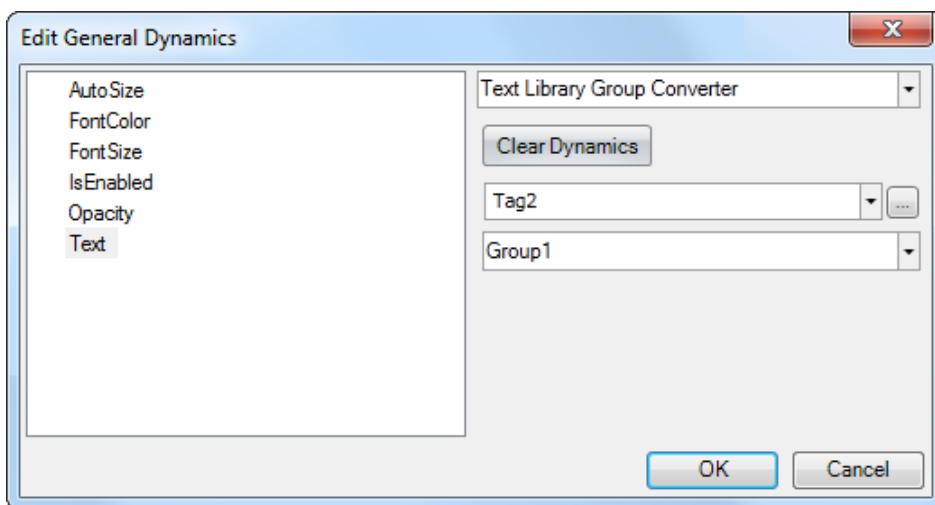 Edit General Dynamics
AutoSize
FontColor
FontSize
IsEnabled
Opacity
Text
Text Library Group Converter
Clear Dynamics
Tag2
...
Group1
OK
Cancel